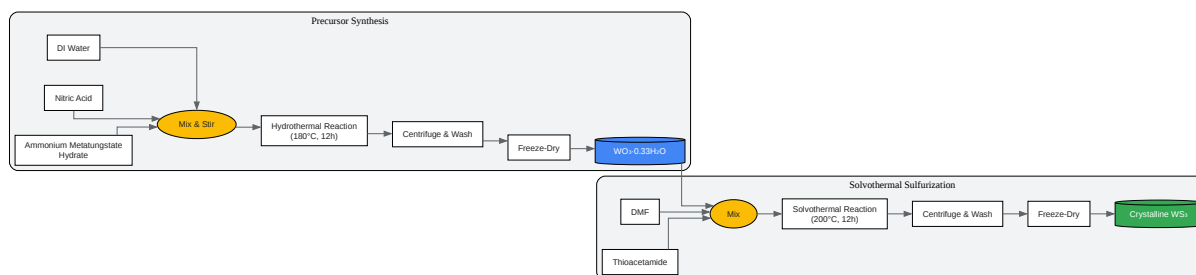 Precursor Synthesis
DI Water
Nitric Acid
Ammonium Metatungstate
Hydrate
Mix & Stir
Hydrothermal Reaction
(180°C, 12h)
Centrifuge & Wash
Freeze-Dry
WO₃·0.33H₂O
Solvothermal Sulfurization
DMF
Thioacetamide
Mix
Solvothermal Reaction
(200°C, 12h)
Centrifuge & Wash
Freeze-Dry
Crystalline WS₃